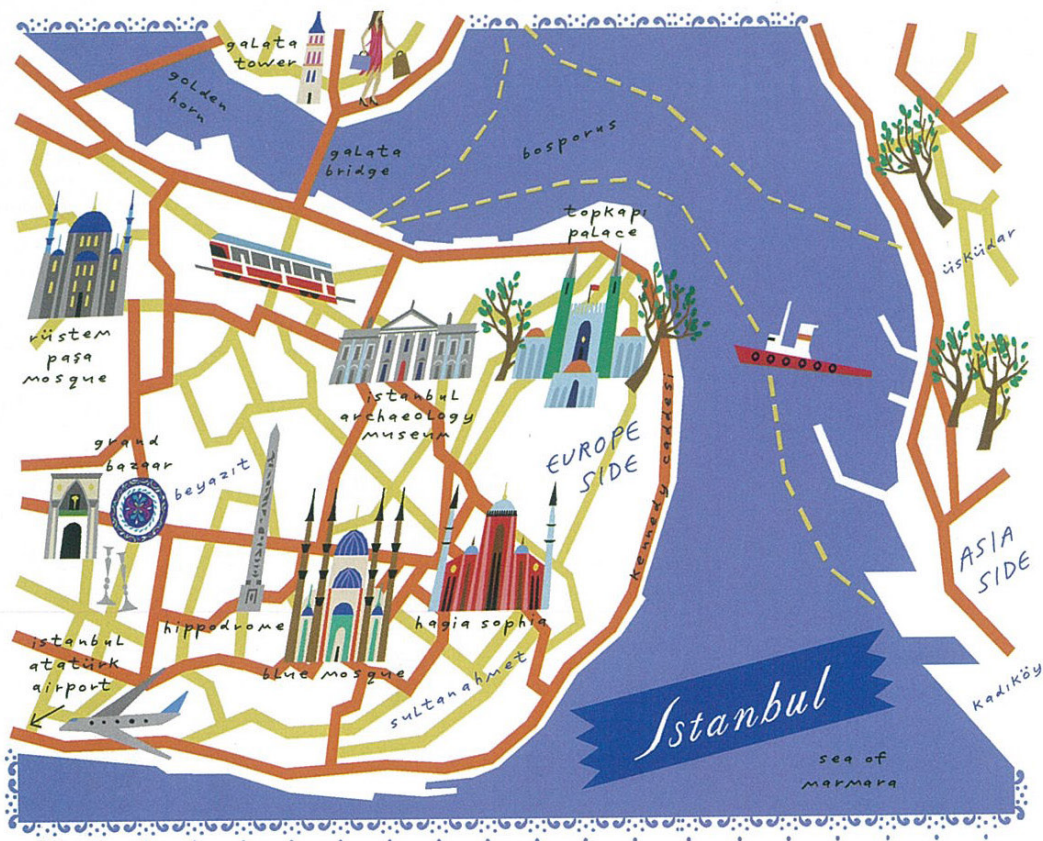 galata
tower
golden
horn
galata
bridge
bosporus
topkapı
palace
üsküdar
rüstem
paşa
mosque
istanbul
archaeology
museum
grand
bazaar
beyazıt
EUROPE
SIDE
kennedy caddesi
ASIA
SIDE
hippodrome
hagia sophia
istanbul
atatürk
airport
blue mosque
sultanahmet
kadıköy
Istanbul
sea of
marmara